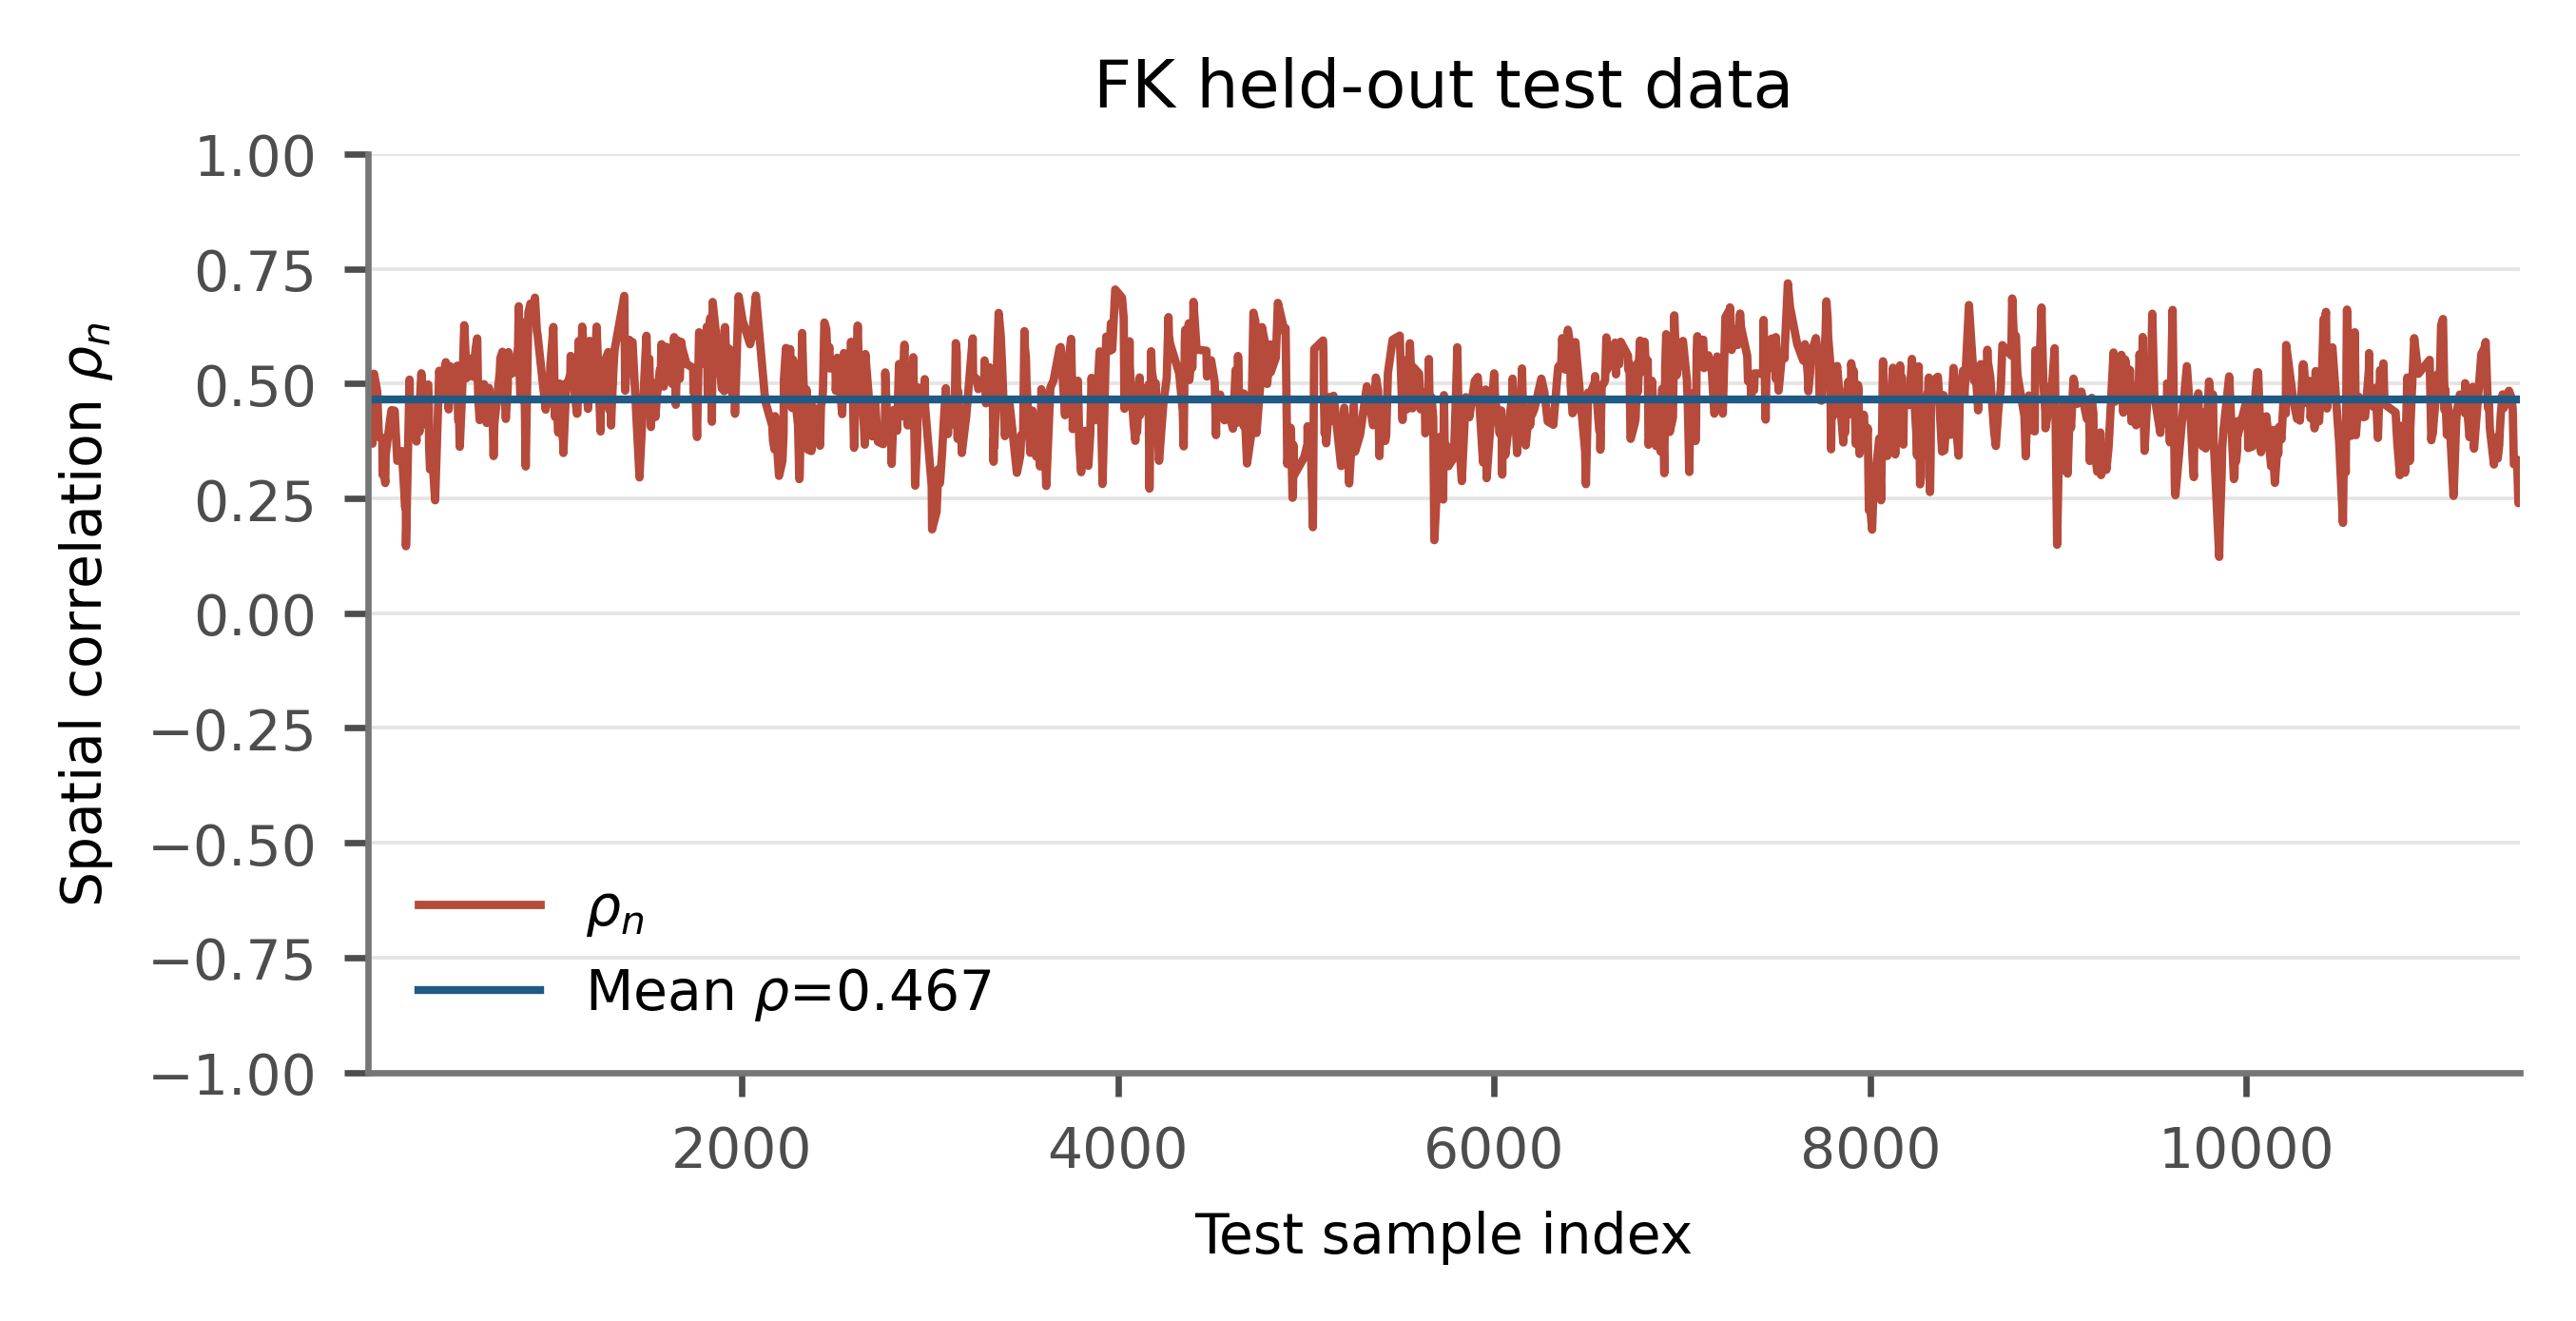 FK held-out test data
1.00
0.75
0.50
0.25
0.00
−0.25
−0.50
−0.75
−1.00
Spatial correlation ρₙ
ρₙ
Mean ρ=0.467
2000 4000 6000 8000 10000
Test sample index